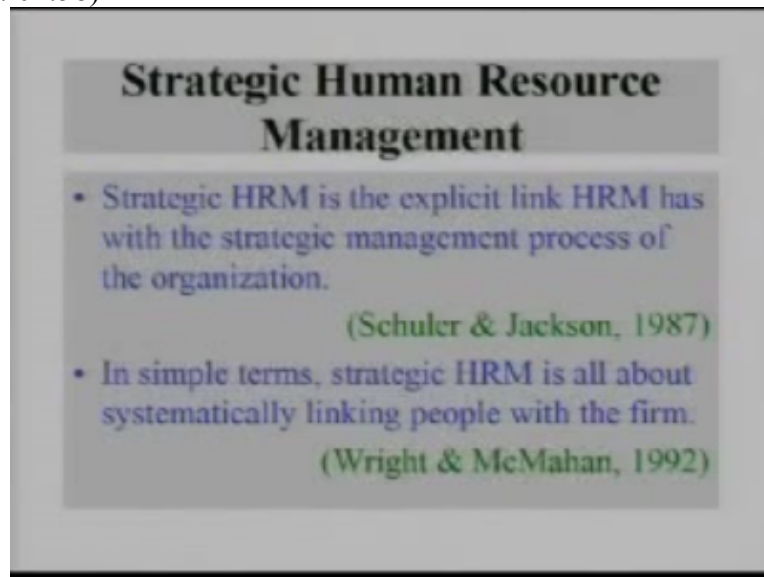 Strategic Human Resource
Management
• Strategic HRM is the explicit link HRM has
with the strategic management process of
the organization.
(Schuler & Jackson, 1987)
• In simple terms, strategic HRM is all about
systematically linking people with the firm.
(Wright & McMahan, 1992)